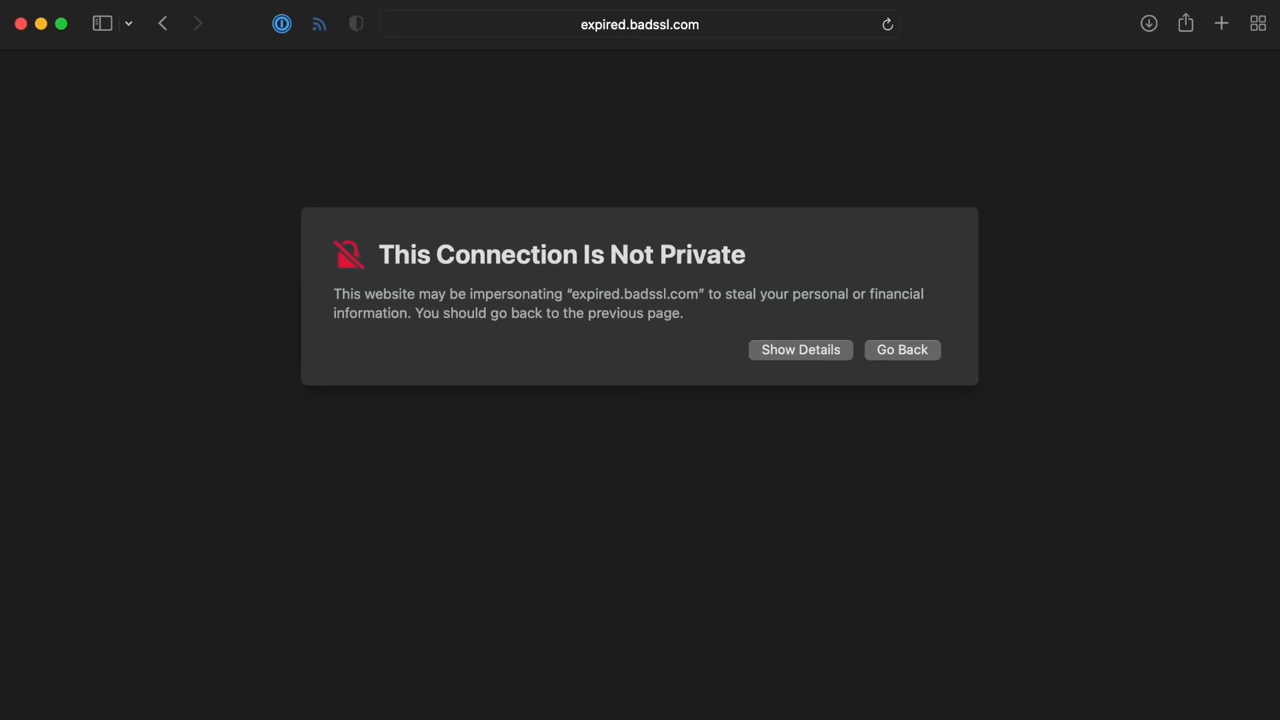 expired.badssl.com
This Connection Is Not Private
This website may be impersonating “expired.badssl.com” to steal your personal or financial
information. You should go back to the previous page.
Show Details
Go Back